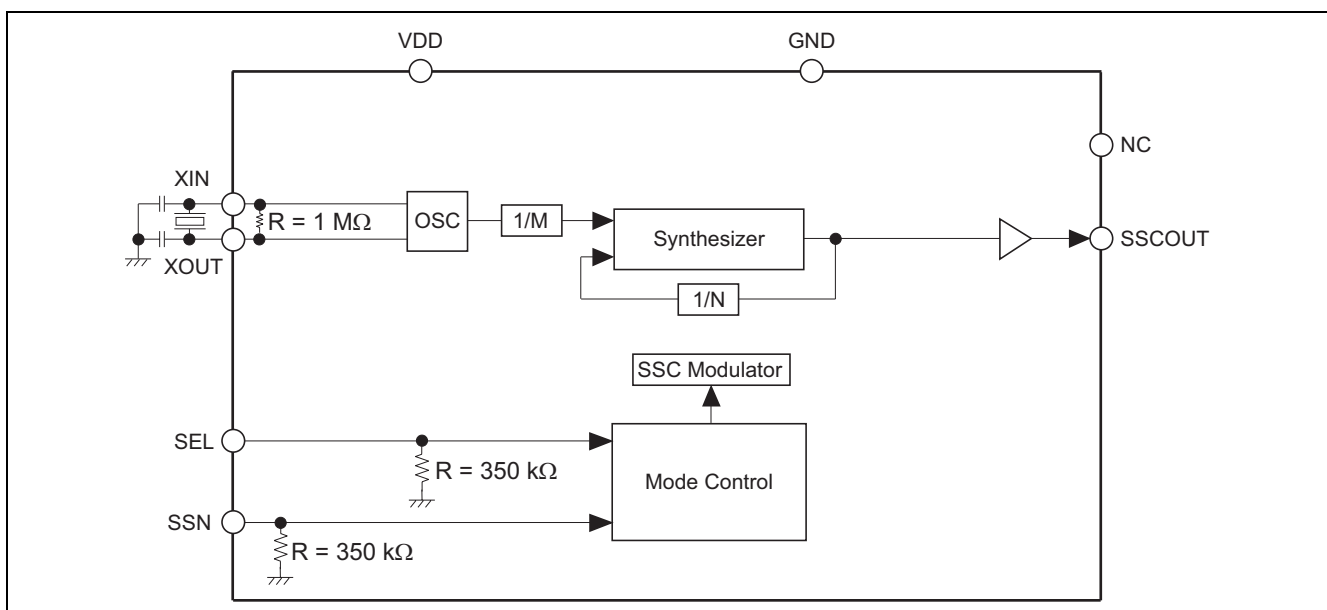 VDD
GND
NC
XIN
R = 1 MΩ
OSC
1/M
Synthesizer
SSCOUT
XOUT
1/N
SSC Modulator
SEL
R = 350 kΩ
Mode Control
SSN
R = 350 kΩ